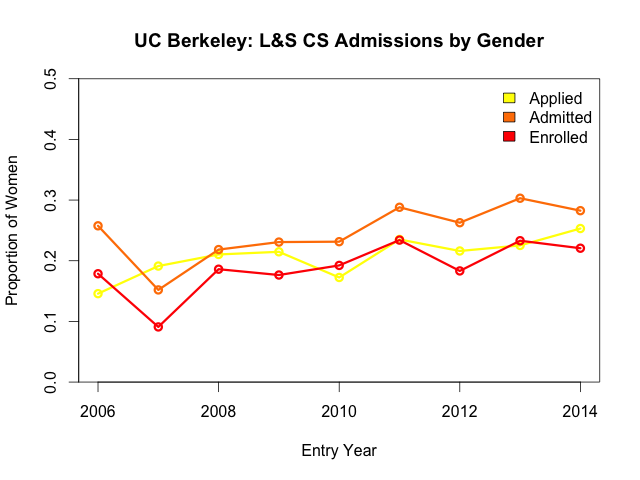 UC Berkeley: L&S CS Admissions by Gender
Applied
Admitted
Enrolled
Proportion of Women
0.5
0.4
0.3
0.2
0.1
0.0
2006 2008 2010 2012 2014
Entry Year